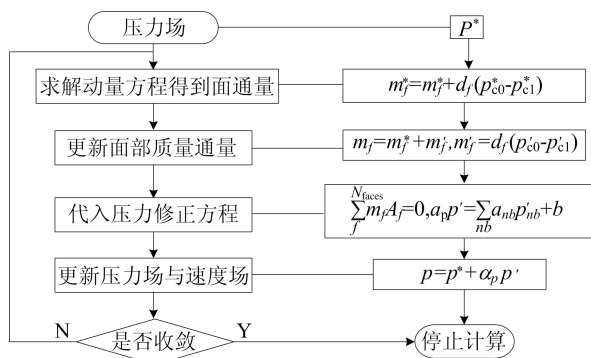 压力场
P*
求解动量方程得到面通量
m*f=m*f+df(p*c0-p*c1)
更新面部质量通量
mf=m*f+m'f,m'f=df(p'c0-p'c1)
代入压力修正方程
Nfaces∑f mfAf=0,app'=∑nb anbp'nb+b
更新压力场与速度场
p=p*+αpp'
N
是否收敛
Y
停止计算